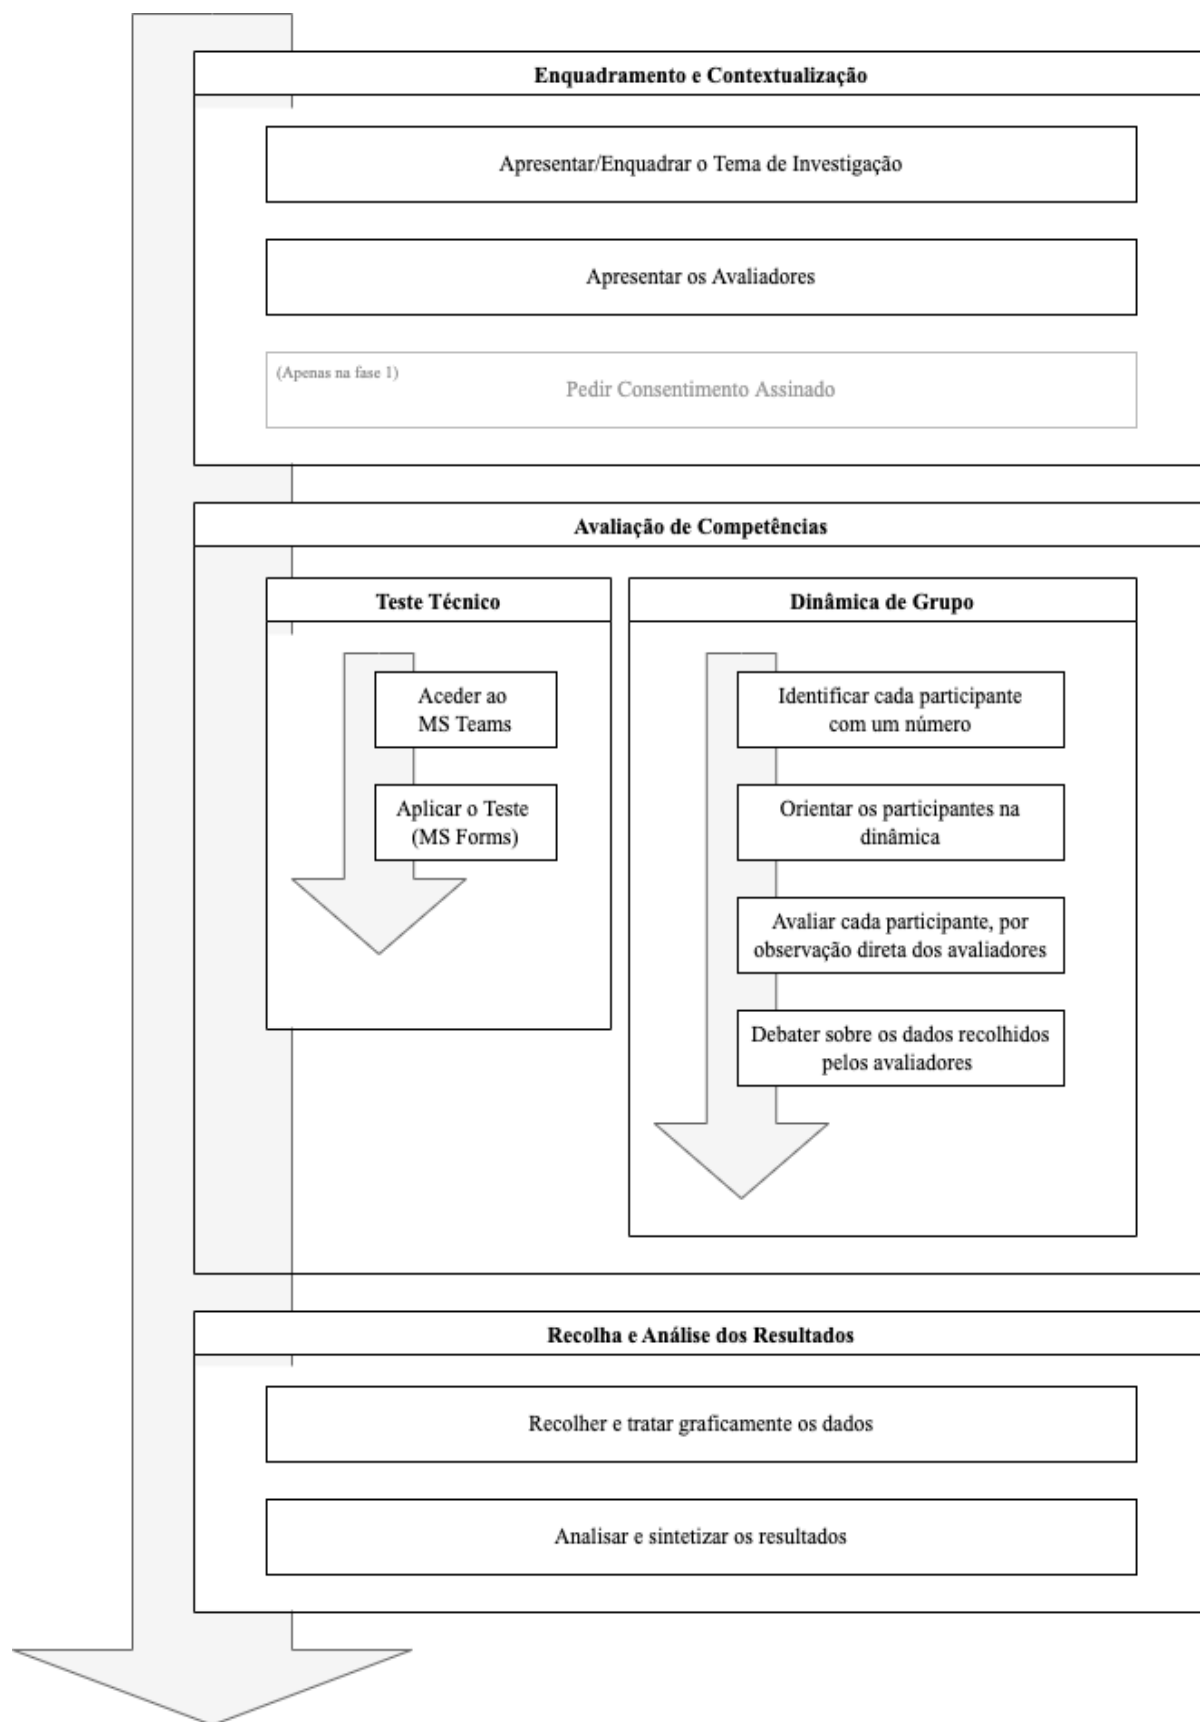 Enquadramento e Contextualização
Apresentar/Enquadrar o Tema de Investigação
Apresentar os Avaliadores
(Apenas na fase 1)
Pedir Consentimento Assinado
Avaliação de Competências
Teste Técnico
Aceder ao
MS Teams
Aplicar o Teste
(MS Forms)
Dinâmica de Grupo
Identificar cada participante
com um número
Orientar os participantes na
dinâmica
Avaliar cada participante, por
observação direta dos avaliadores
Debater sobre os dados recolhidos
pelos avaliadores
Recolha e Análise dos Resultados
Recolher e tratar graficamente os dados
Analisar e sintetizar os resultados